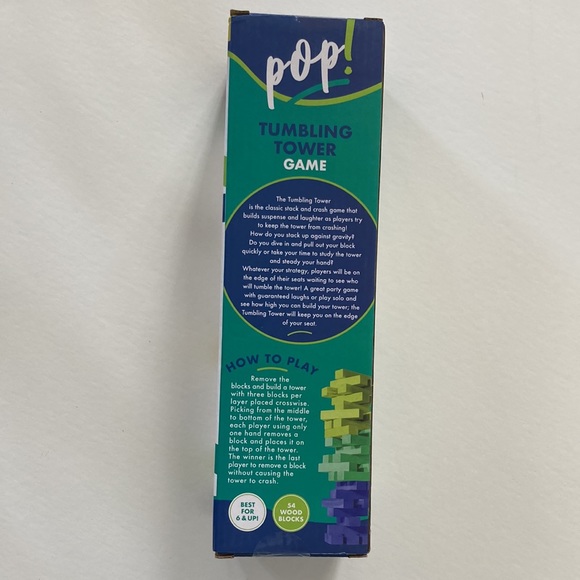 pop!
TUMBLING
TOWER
GAME
The Tumbling Tower
is the classic stack and crash game that
builds suspense and laughter as players try
to keep the tower from crashing!
How do you stack up against gravity?
Do you dive in and pull out your block
quickly or take your time to study the tower
and steady your hand?
Whatever your strategy, players will be on
the edge of their seats waiting to see who
will tumble the tower! A great party game
with guaranteed laughs or play solo and
see how high you can build your tower; the
Tumbling Tower will keep you on the edge
of your seat.
HOW TO PLAY
Remove the
blocks and build a tower
with three blocks per
layer placed crosswise.
Picking from the middle
to bottom of the tower,
each player using only
one hand removes a
block and places it on
the top of the tower.
The winner is the last
player to remove a block
without causing the
tower to crash.
BEST
FOR
6 & UP!
54
WOOD
BLOCKS